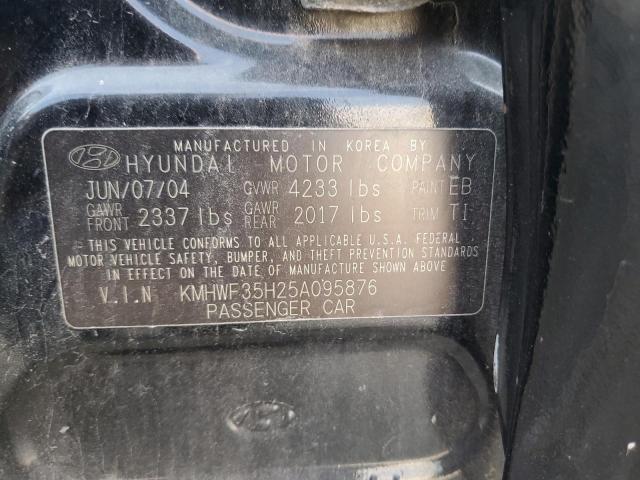 MANUFACTURED IN KOREA BY
HYUNDAI MOTOR COMPANY
JUN/07/04 GVWR 4233 lbs PAINT EB
GAWR FRONT 2337 lbs GAWR REAR 2017 lbs TRIM TI
THIS VEHICLE CONFORMS TO ALL APPLICABLE U.S.A. FEDERAL
MOTOR VEHICLE SAFETY, BUMPER, AND THEFT PREVENTION STANDARDS
IN EFFECT ON THE DATE OF MANUFACTURE SHOWN ABOVE
V.I.N KMHWF35H25A095876
PASSENGER CAR